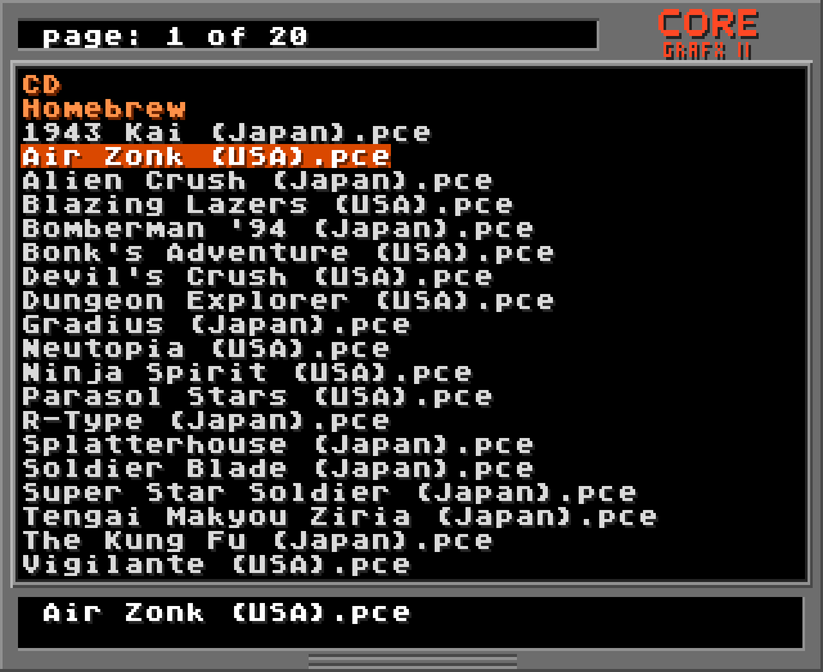 page: 1 of 20
CORE
GRAFX II
CD
Homebrew
1943 Kai (Japan).pce
Air Zonk (USA).pce
Alien Crush (Japan).pce
Blazing Lazers (USA).pce
Bomberman '94 (Japan).pce
Bonk's Adventure (USA).pce
Devil's Crush (USA).pce
Dungeon Explorer (USA).pce
Gradius (Japan).pce
Neutopia (USA).pce
Ninja Spirit (USA).pce
Parasol Stars (USA).pce
R-Type (Japan).pce
Splatterhouse (Japan).pce
Soldier Blade (Japan).pce
Super Star Soldier (Japan).pce
Tengai Makyou Ziria (Japan).pce
The Kung Fu (Japan).pce
Vigilante (USA).pce
Air Zonk (USA).pce